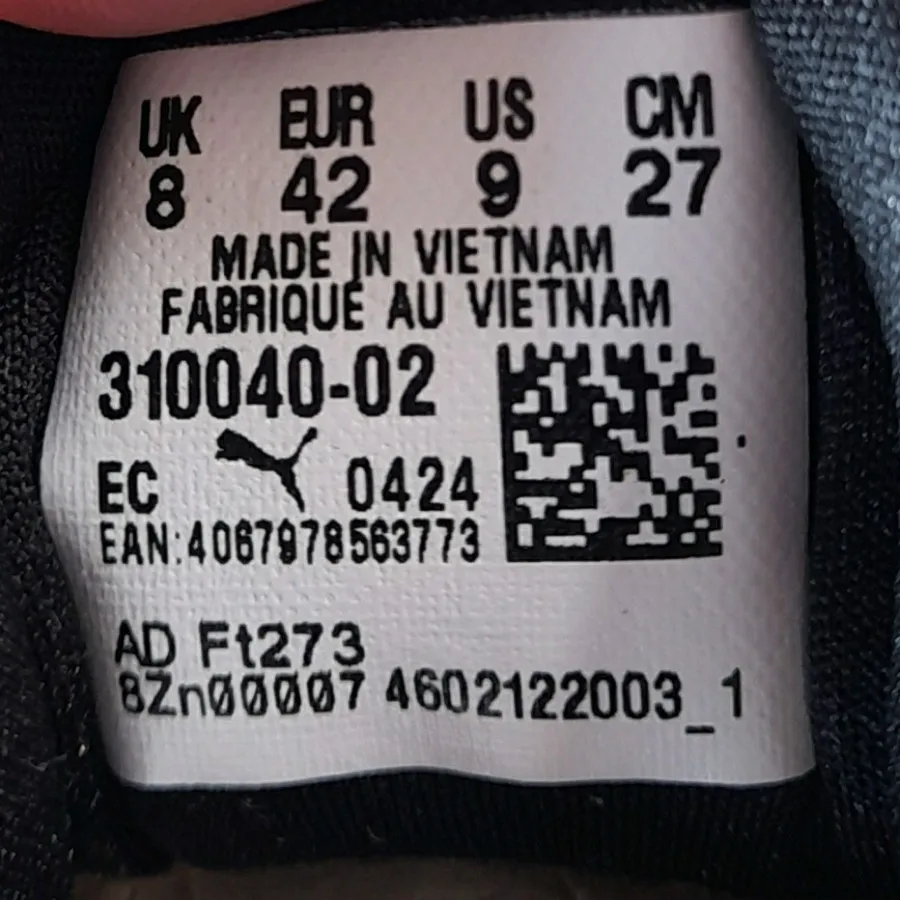 UK EUR US CM
8 42 9 27
MADE IN VIETNAM
FABRIQUÉ AU VIETNAM
310040-02
EC 0424
EAN:4067978563773
AD Ft273
8Zn00007 4602122003_1